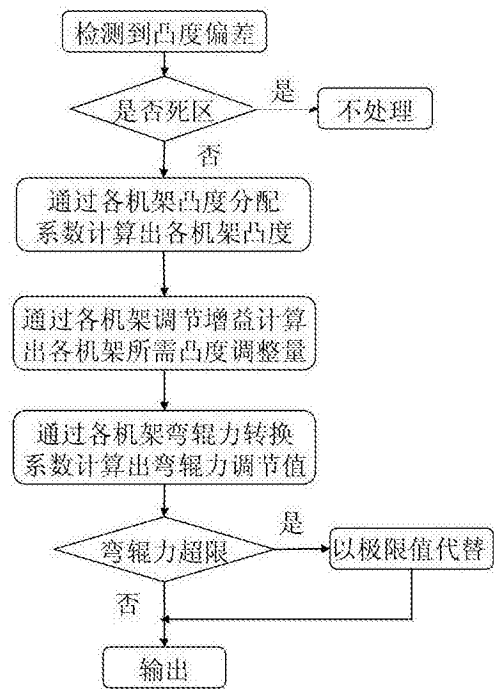 检测到凸度偏差
是否死区
是
不处理
否
通过各机架凸度分配
系数计算出各机架凸度
通过各机架调节增益计算
出各机架所需凸度调整量
通过各机架弯辊力转换
系数计算出弯辊力调节值
弯辊力超限
是
以极限值代替
否
输出